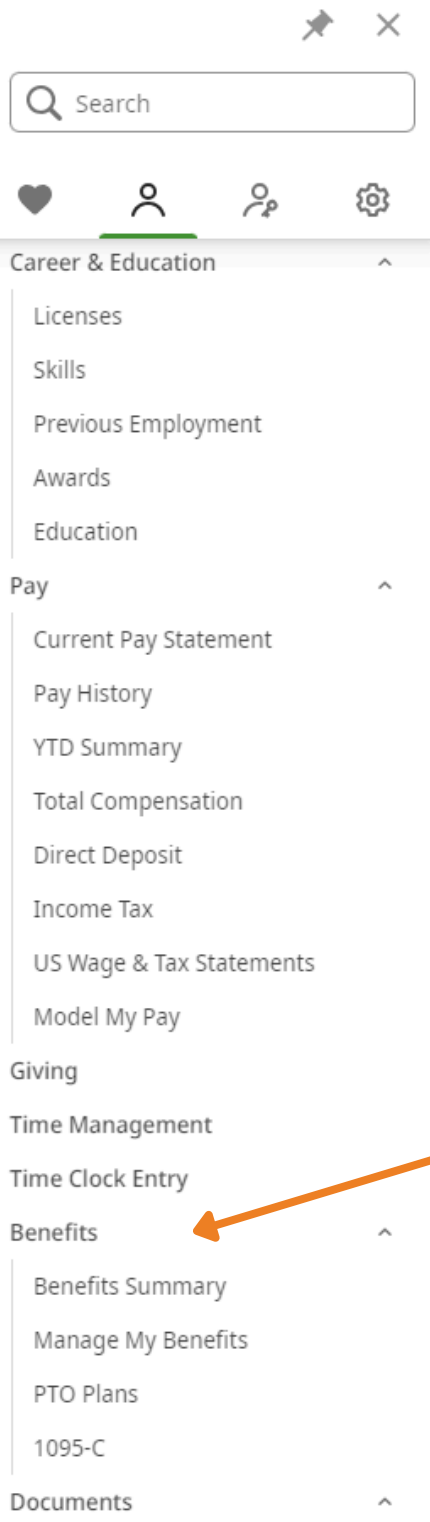 Search
Career & Education
Licenses
Skills
Previous Employment
Awards
Education
Pay
Current Pay Statement
Pay History
YTD Summary
Total Compensation
Direct Deposit
Income Tax
US Wage & Tax Statements
Model My Pay
Giving
Time Management
Time Clock Entry
Benefits
Benefits Summary
Manage My Benefits
PTO Plans
1095-C
Documents